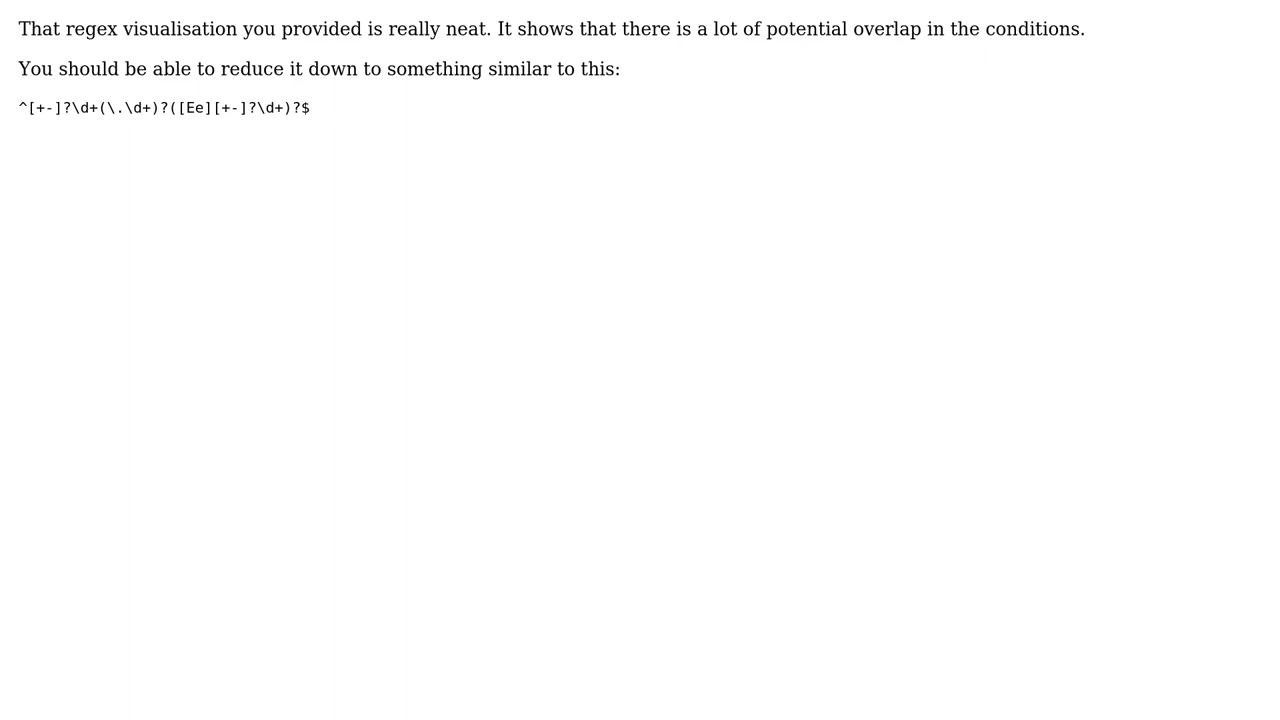 That regex visualisation you provided is really neat. It shows that there is a lot of potential overlap in the conditions.
You should be able to reduce it down to something similar to this:
^[+-]?\d+(\.\d+)?([Ee][+-]?\d+)?$